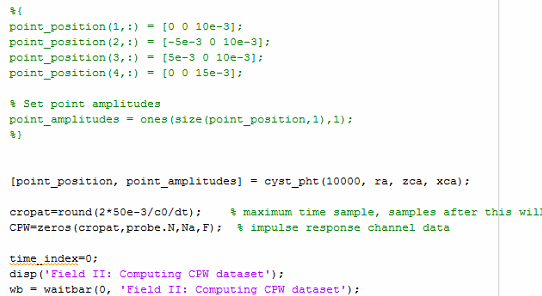 %{
point_position(1,:) = [0 0 10e-3];
point_position(2,:) = [-5e-3 0 10e-3];
point_position(3,:) = [5e-3 0 10e-3];
point_position(4,:) = [0 0 15e-3];
% Set point amplitudes
point_amplitudes = ones(size(point_position,1),1);
%}
[point_position, point_amplitudes] = cyst_pht(10000, ra, zca, xca);
cropat=round(2*50e-3/c0/dt);    % maximum time sample, samples after this will
CPW=zeros(cropat,probe.N,Na,F);  % impulse response channel data
time_index=0;
disp('Field II: Computing CPW dataset');
wb = waitbar(0, 'Field II: Computing CPW dataset');